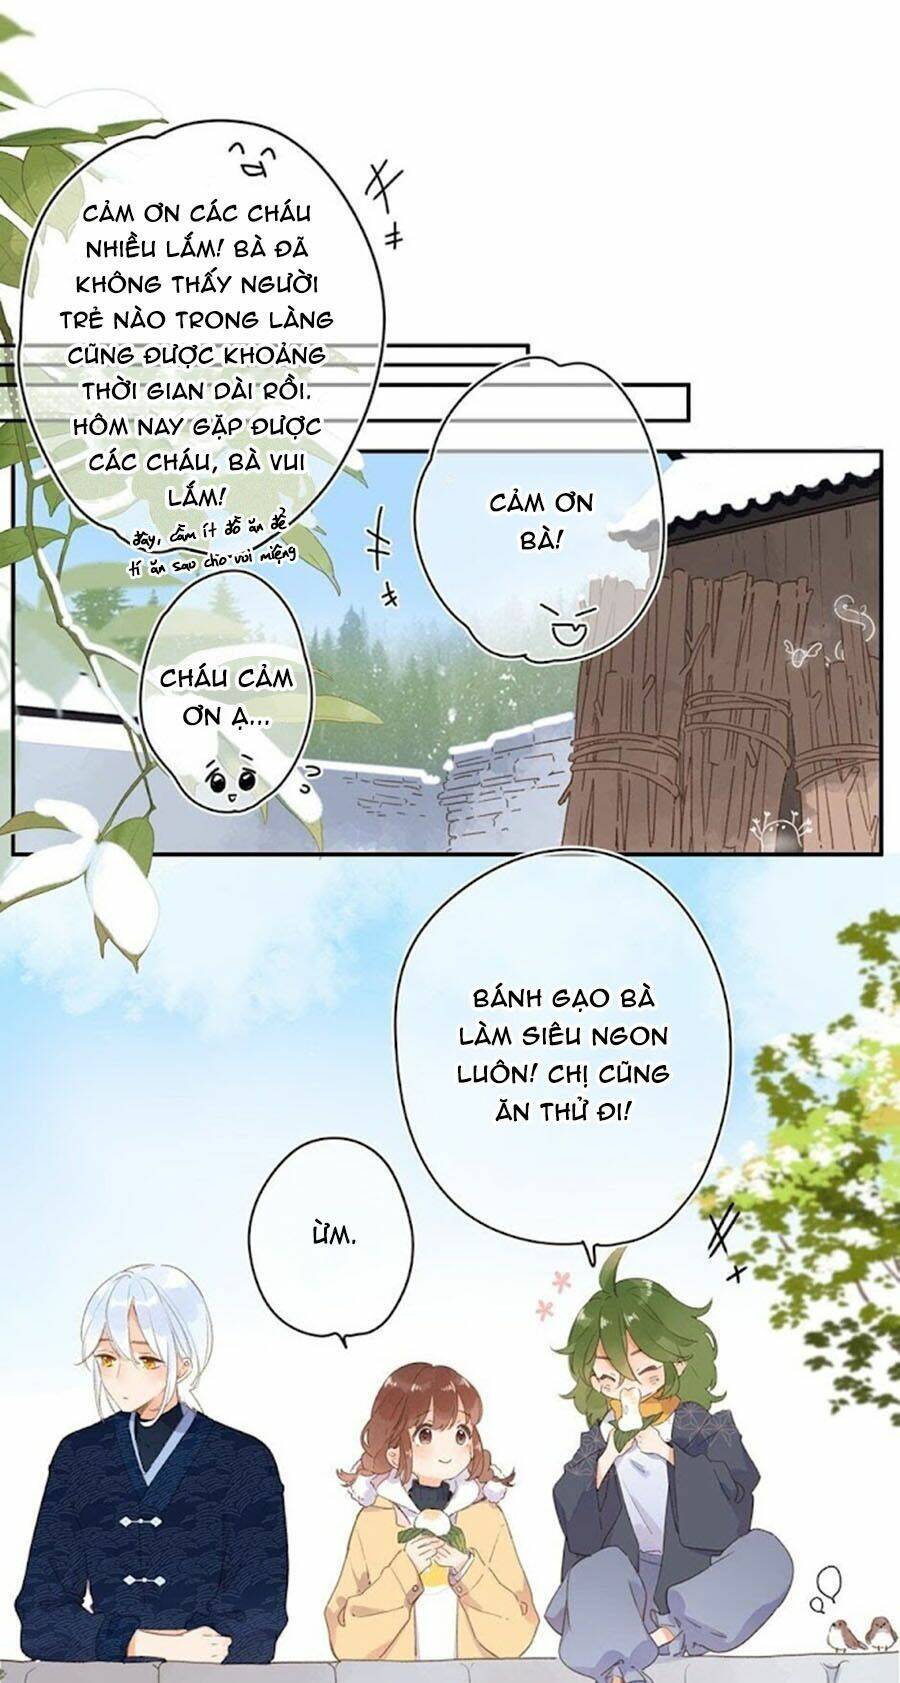 CẢM ƠN CÁC CHÁU
NHIỀU LẮM! BÀ ĐÃ
KHÔNG THẤY NGƯỜI
TRẺ NÀO TRONG LÀNG
CŨNG ĐƯỢC KHOẢNG
THỜI GIAN DÀI RỒI.
HÔM NAY GẶP ĐƯỢC
CÁC CHÁU, BÀ VUI
LẮM!
đây, cầm ít đồ ăn để
tí ăn sao cho vui miệng
CẢM ƠN
BÀ!
CHÁU CẢM
ƠN Ạ...
BÁNH GẠO BÀ
LÀM SIÊU NGON
LUÔN! CHỊ CŨNG
ĂN THỬ ĐI!
ỪM.